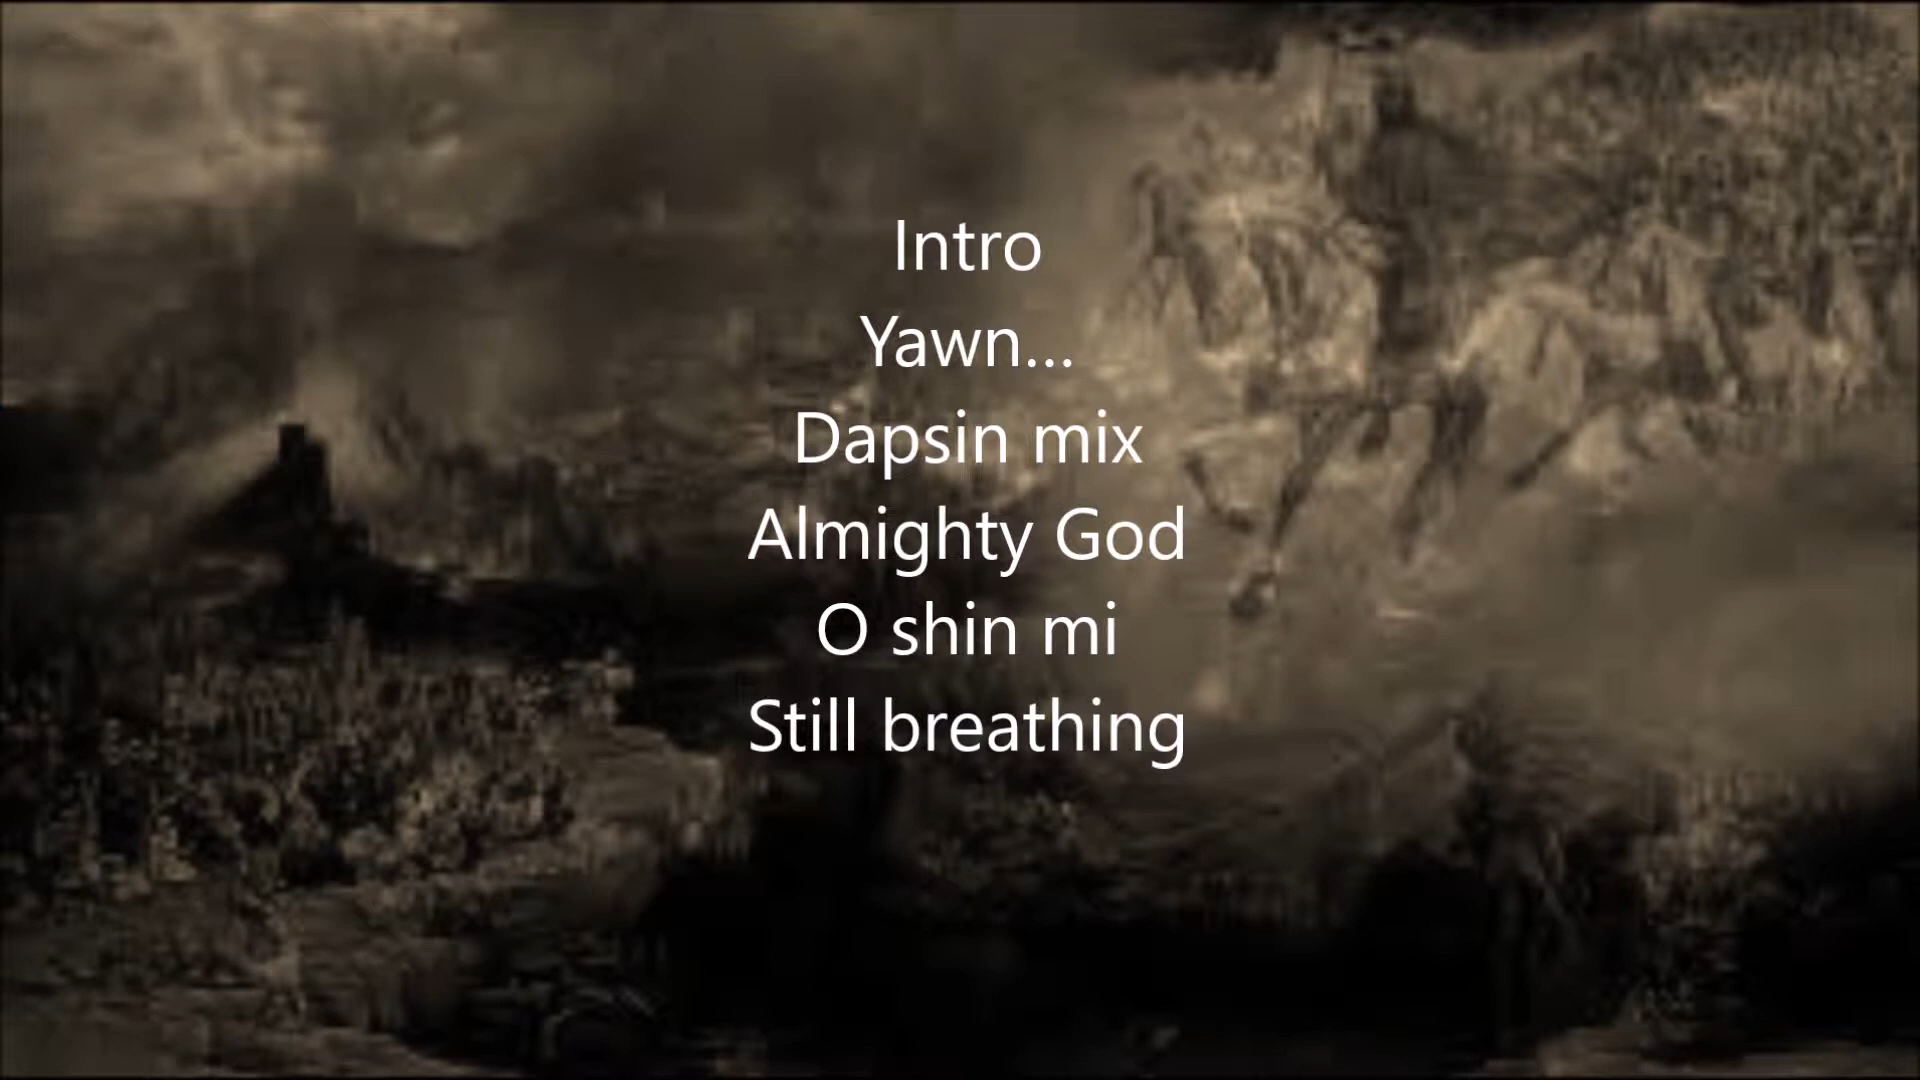 Intro
Yawn...
Dapsin mix
Almighty God
O shin mi
Still breathing